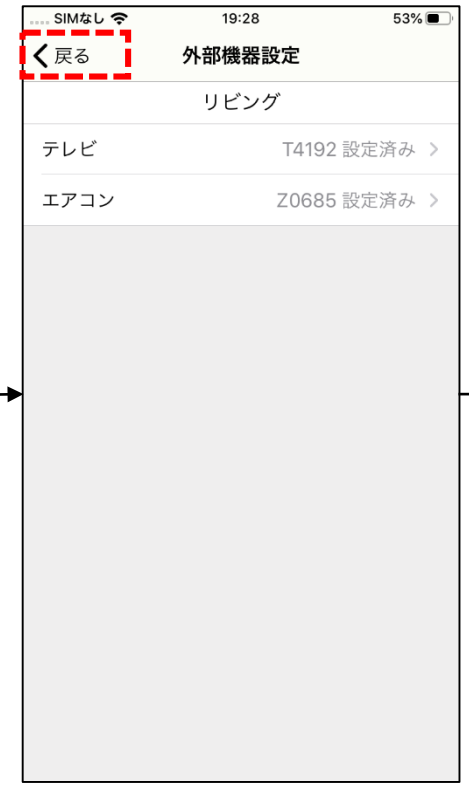 SIMなし 19:28 53%
戻る 外部機器設定
リビング
テレビ T4192 設定済み
エアコン Z0685 設定済み